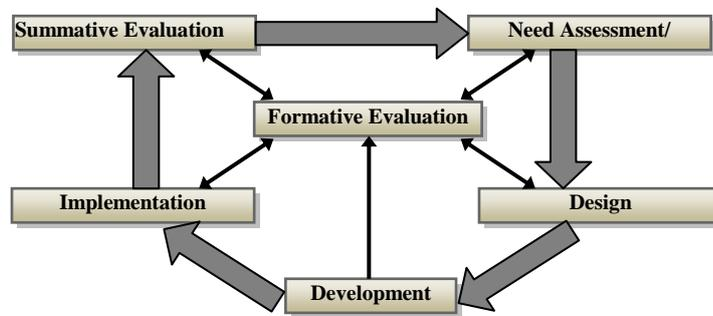 Summative Evaluation
Need Assessment/
Formative Evaluation
Implementation
Design
Development